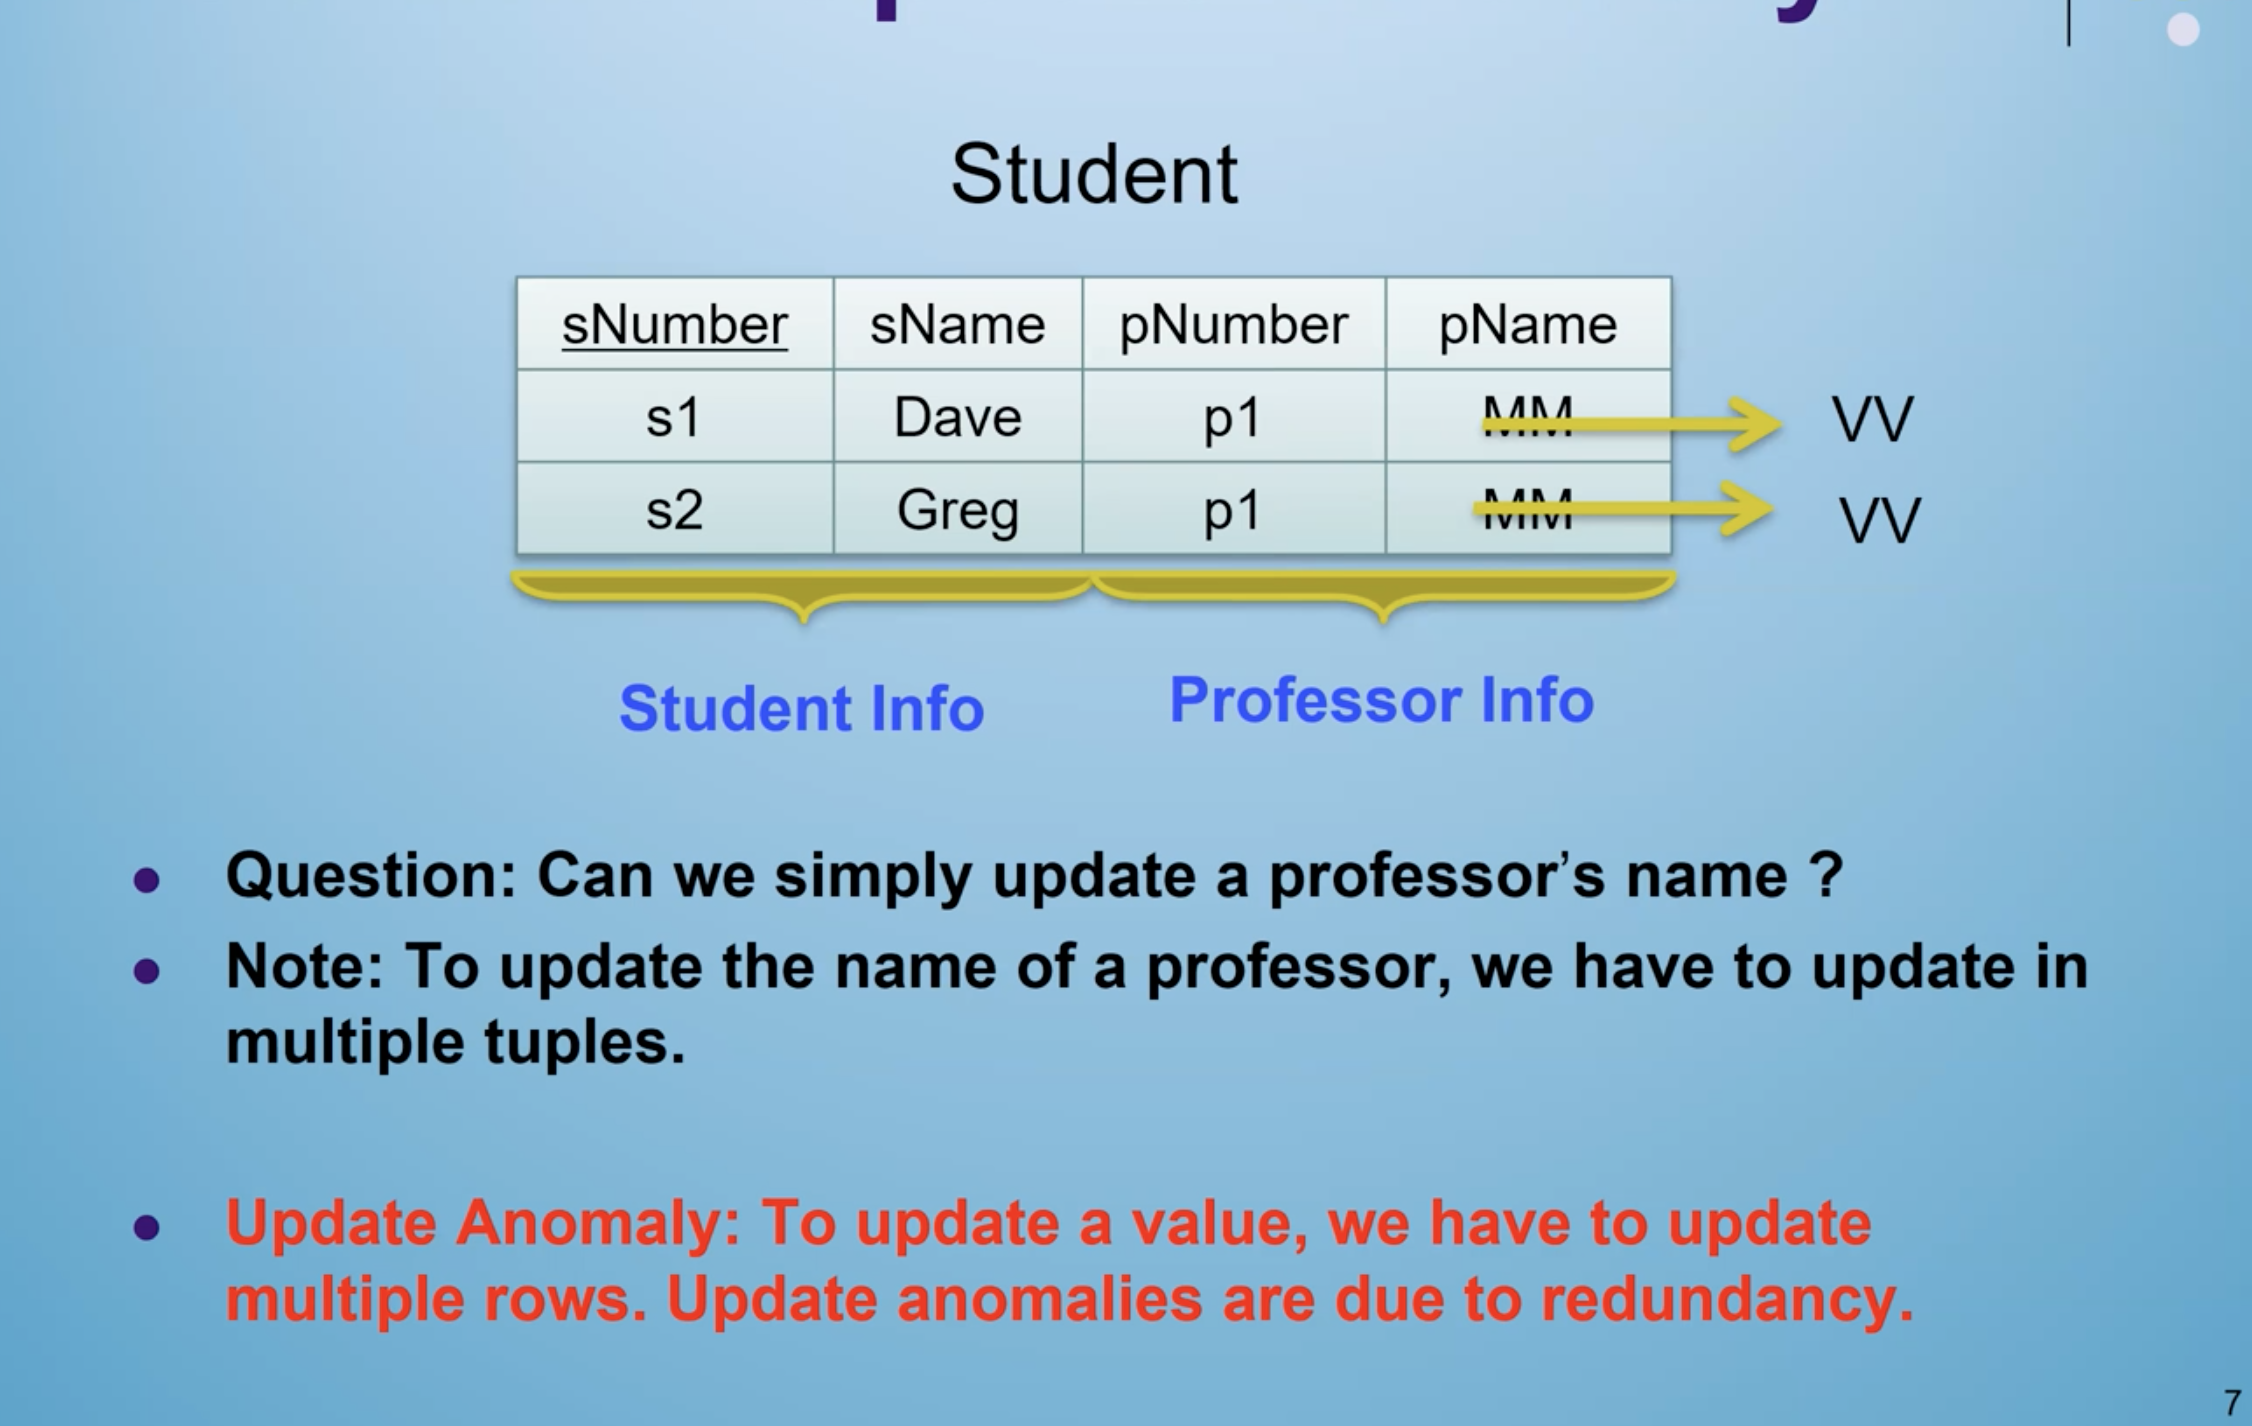 Student
sNumber sName pNumber pName
s1 Dave p1 MM VV
s2 Greg p1 MM VV
Student Info Professor Info
• Question: Can we simply update a professor’s name ?
• Note: To update the name of a professor, we have to update in
multiple tuples.
• Update Anomaly: To update a value, we have to update
multiple rows. Update anomalies are due to redundancy.
7